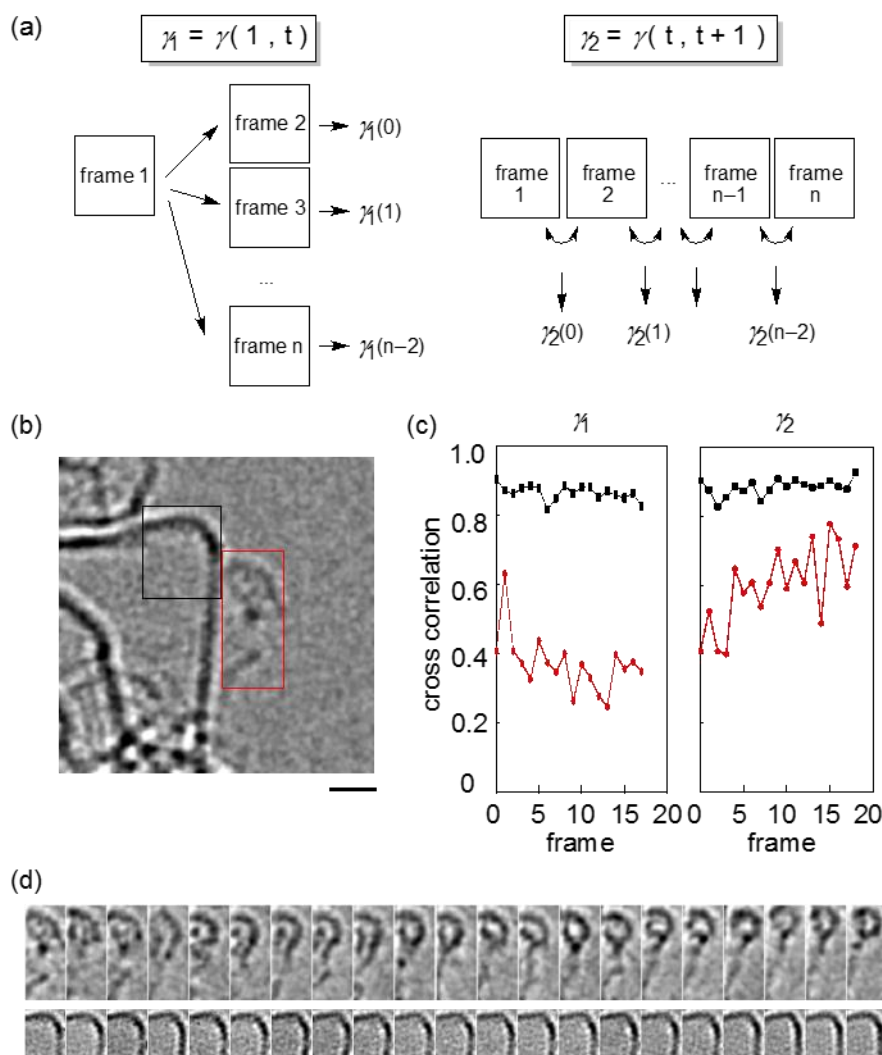 (a)
γ1 = γ( 1 , t )
γ2 = γ( t , t + 1 )
frame 1
frame 2
γ1(0)
frame 3
γ1(1)
...
frame n
γ1(n–2)
frame
1
frame
2
...
frame
n–1
frame
n
γ2(0)
γ2(1)
γ2(n–2)
(b)
(c)
γ1
γ2
cross correlation
1.0
0.8
0.6
0.4
0.2
0
0 5 10 15 20
0 5 10 15 20
frame
frame
(d)